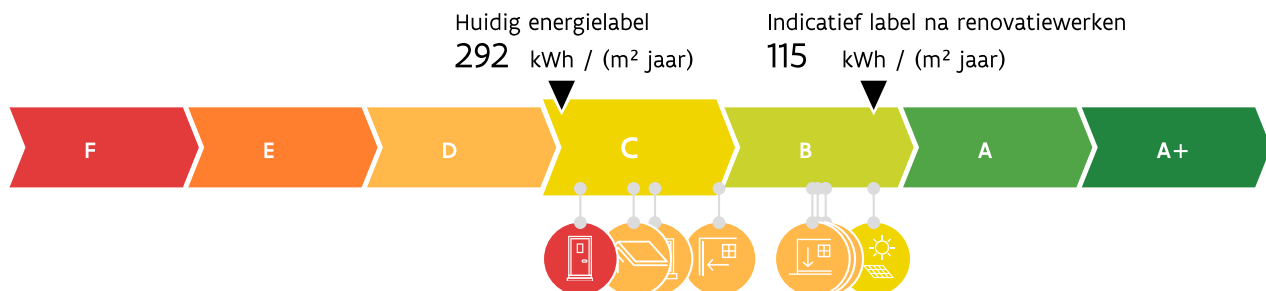 Huidig energielabel
292 kWh / (m² jaar)
Indicatief label na renovatiewerken
115 kWh / (m² jaar)
F E D C B A A+